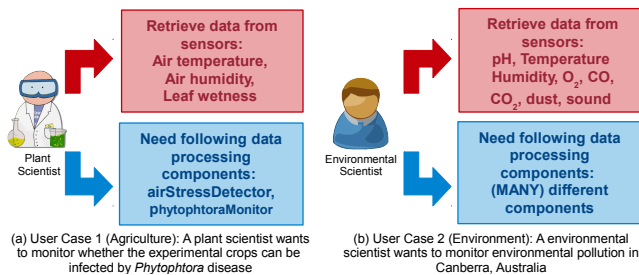 Retrieve data from
sensors:
Air temperature,
Air humidity,
Leaf wetness
Plant
Scientist
Need following data
processing
components:
airStressDetector,
phytophtoraMonitor
(a) User Case 1 (Agriculture): A plant scientist wants
to monitor whether the experimental crops can be
infected by Phytophtora disease
Retrieve data from
sensors:
pH, Temperature
Humidity, O₂, CO,
CO₂, dust, sound
Environmental
Scientist
Need following data
processing
components:
(MANY) different
components
(b) User Case 2 (Environment): A environmental
scientist wants to monitor environmental pollution in
Canberra, Australia